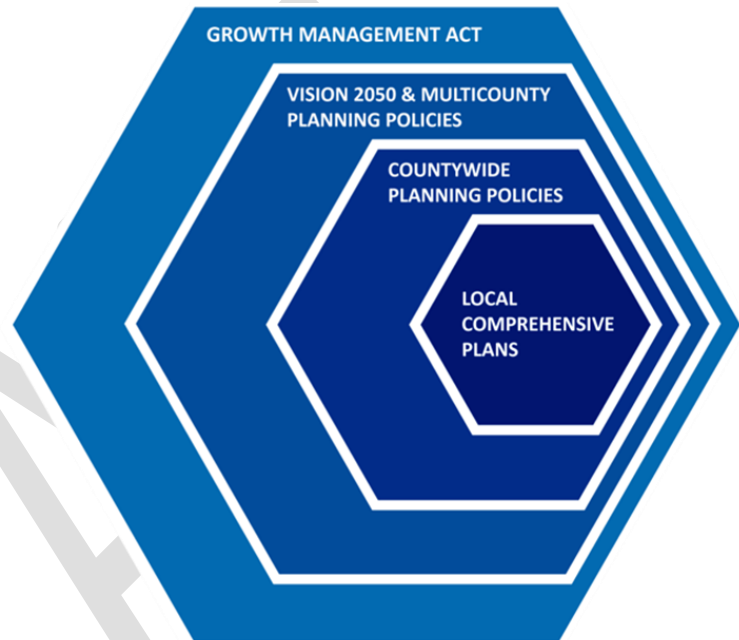 GROWTH MANAGEMENT ACT
VISION 2050 & MULTICOUNTY
PLANNING POLICIES
COUNTYWIDE
PLANNING POLICIES
LOCAL
COMPREHENSIVE
PLANS